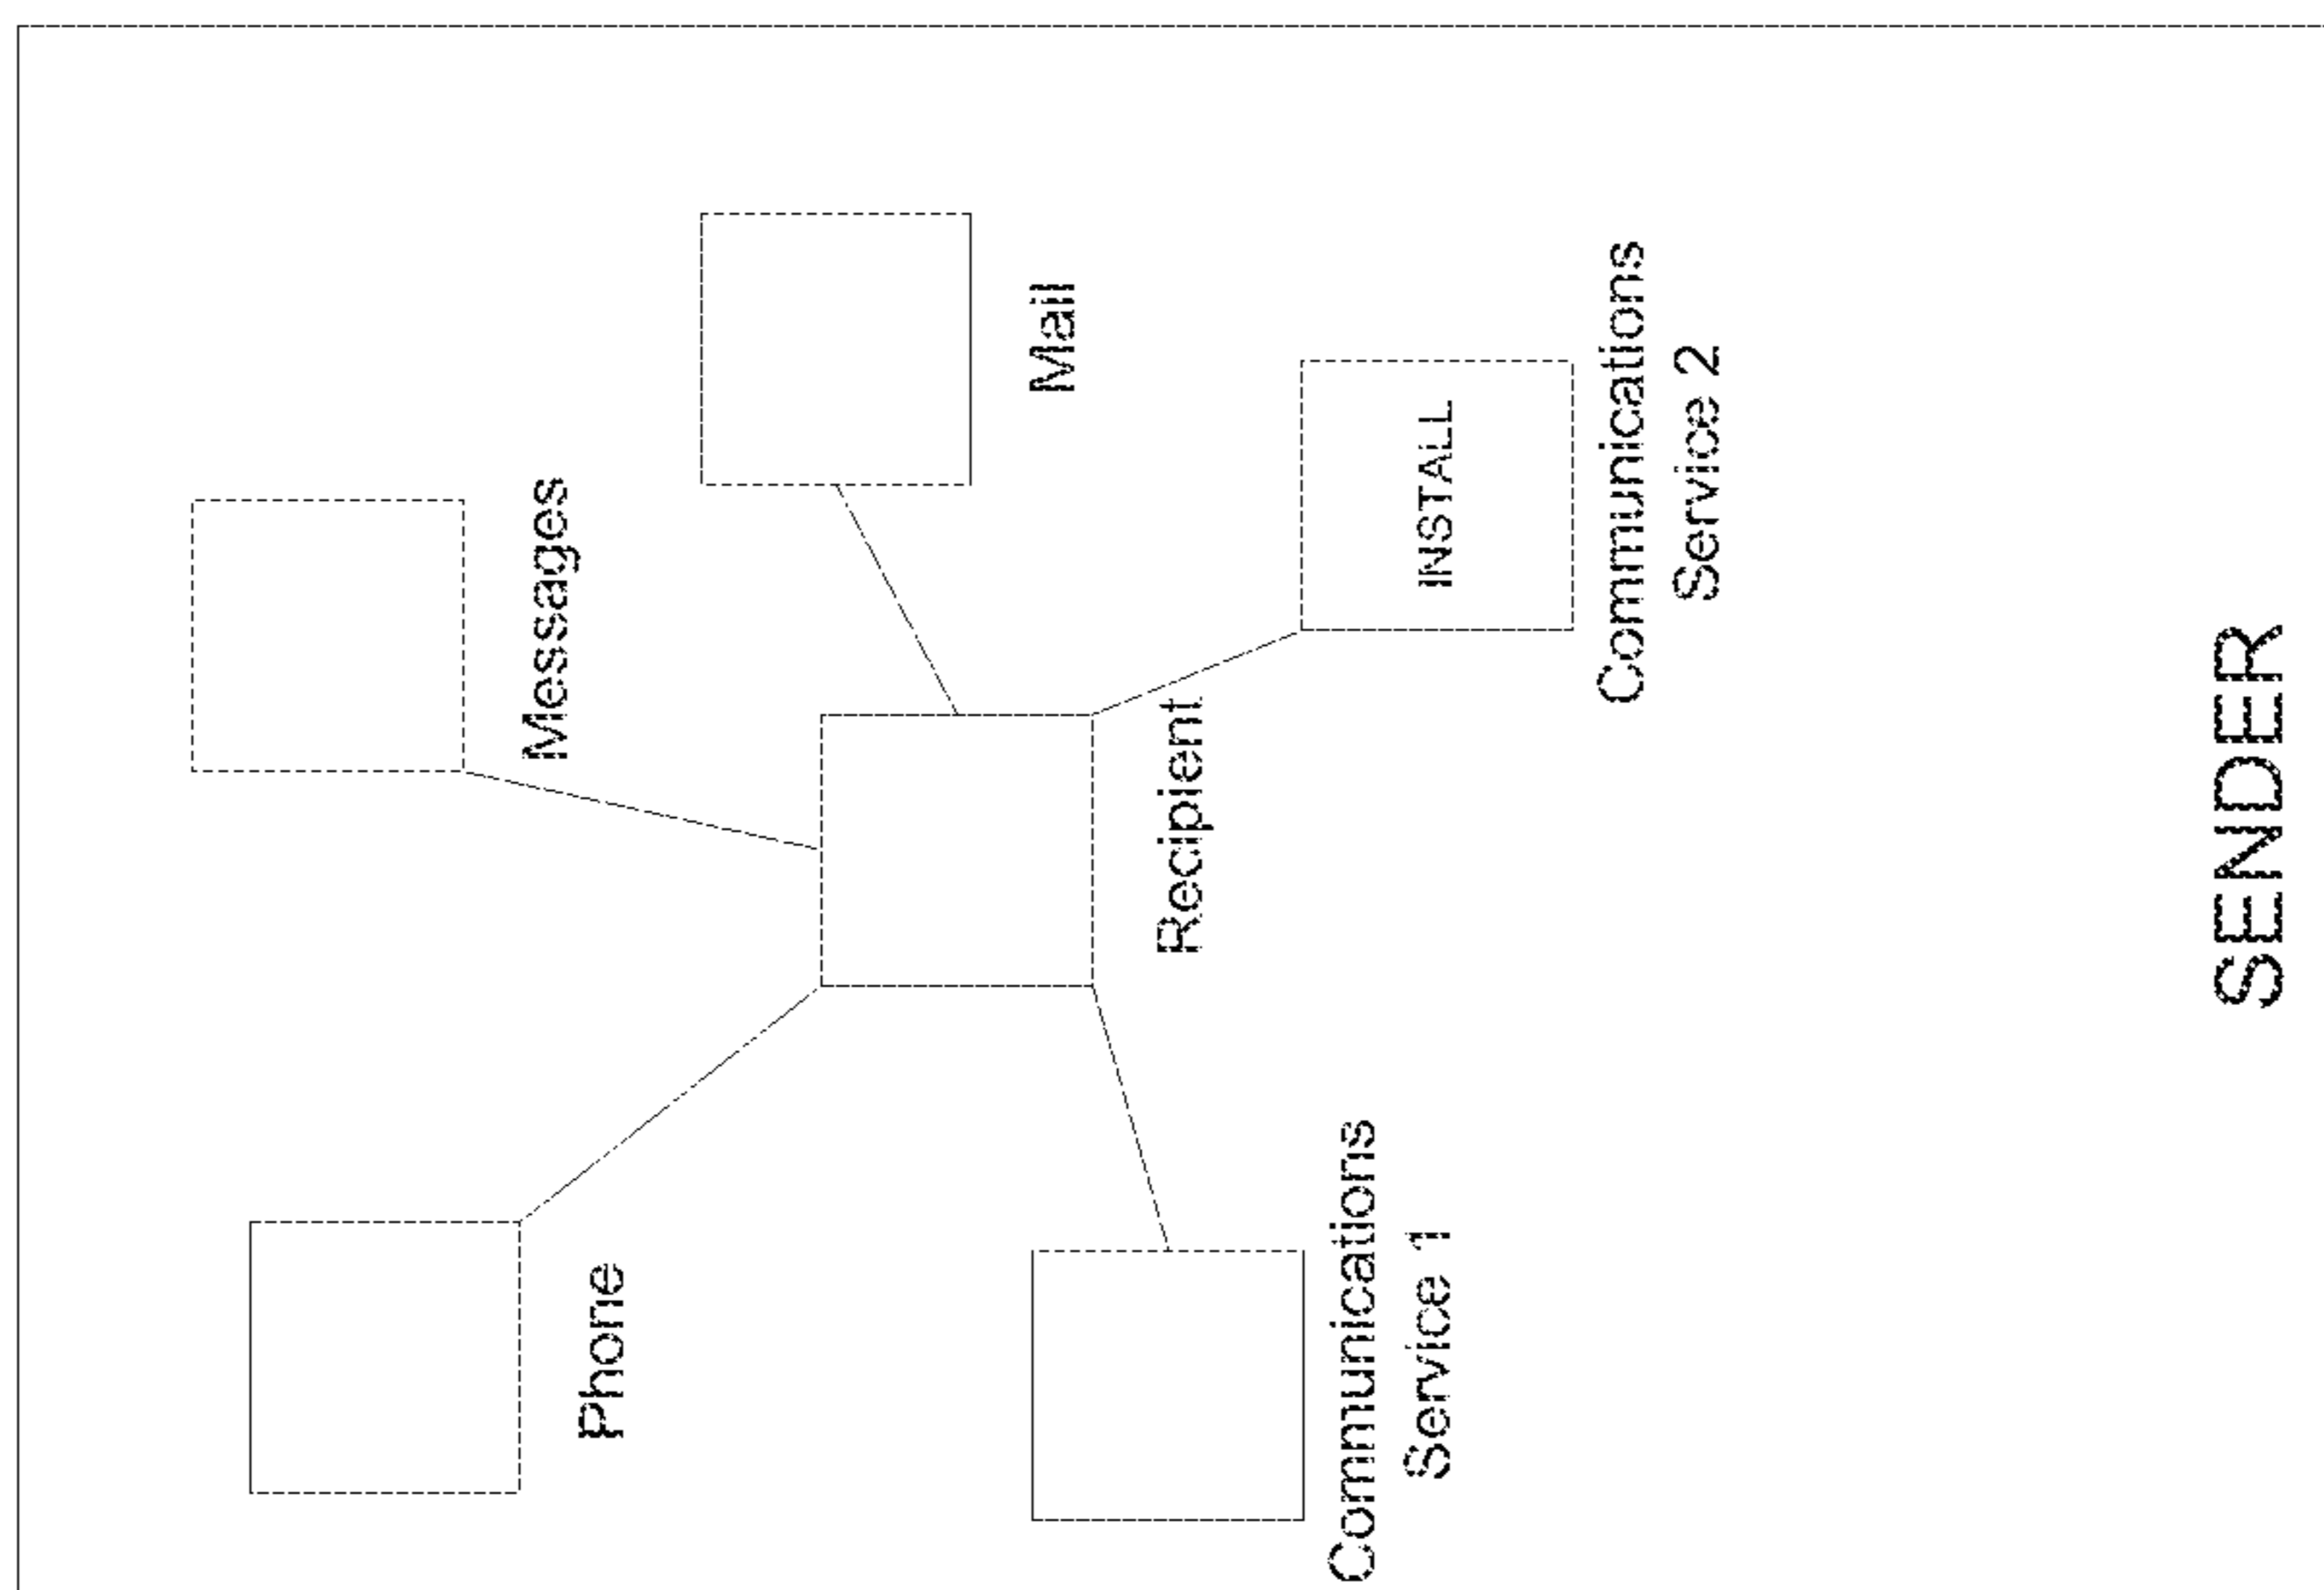 Phone
Messages
Mail
Recipient
Communications
Service 1
INSTALL
Communications
Service 2
SENDER